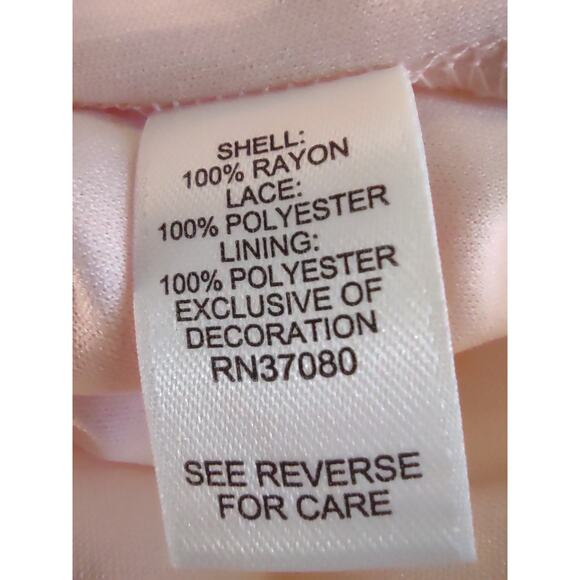 SHELL:
100% RAYON
LACE:
100% POLYESTER
LINING:
100% POLYESTER
EXCLUSIVE OF
DECORATION
RN37080
SEE REVERSE
FOR CARE